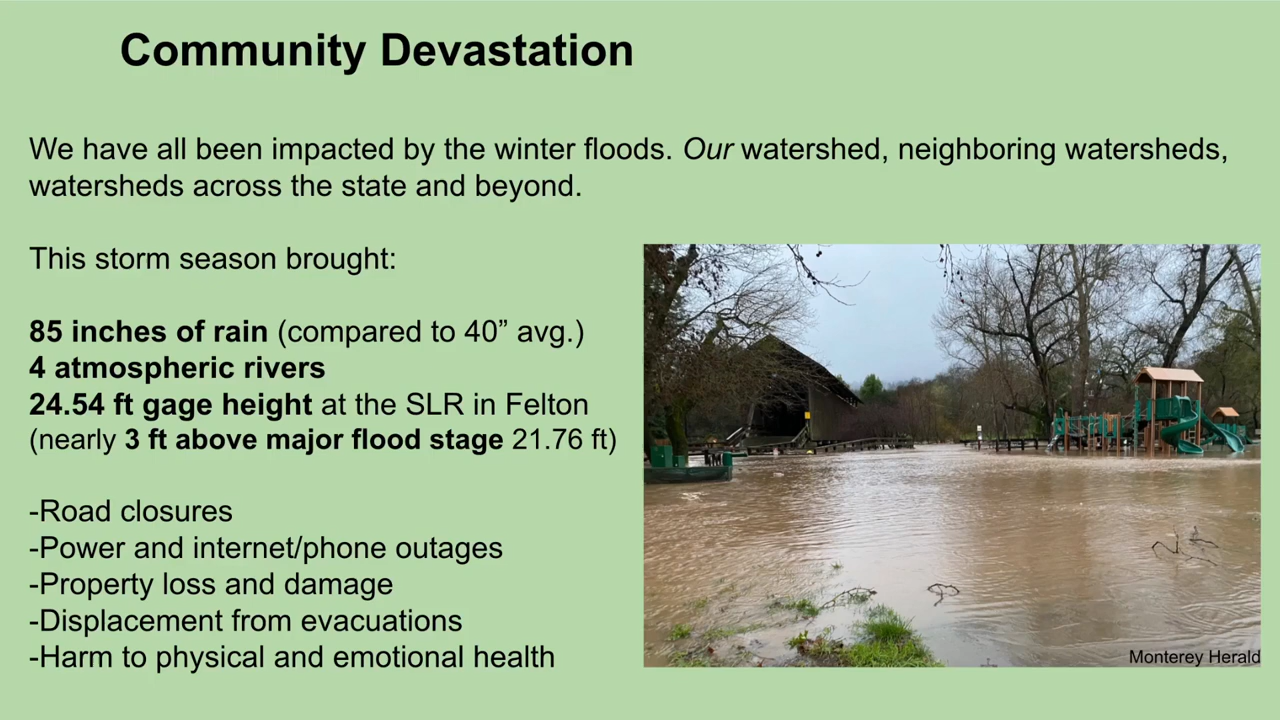 Community Devastation
We have all been impacted by the winter floods. Our watershed, neighboring watersheds,
watersheds across the state and beyond.
This storm season brought:
85 inches of rain (compared to 40” avg.)
4 atmospheric rivers
24.54 ft gage height at the SLR in Felton
(nearly 3 ft above major flood stage 21.76 ft)
-Road closures
-Power and internet/phone outages
-Property loss and damage
-Displacement from evacuations
-Harm to physical and emotional health
Monterey Herald